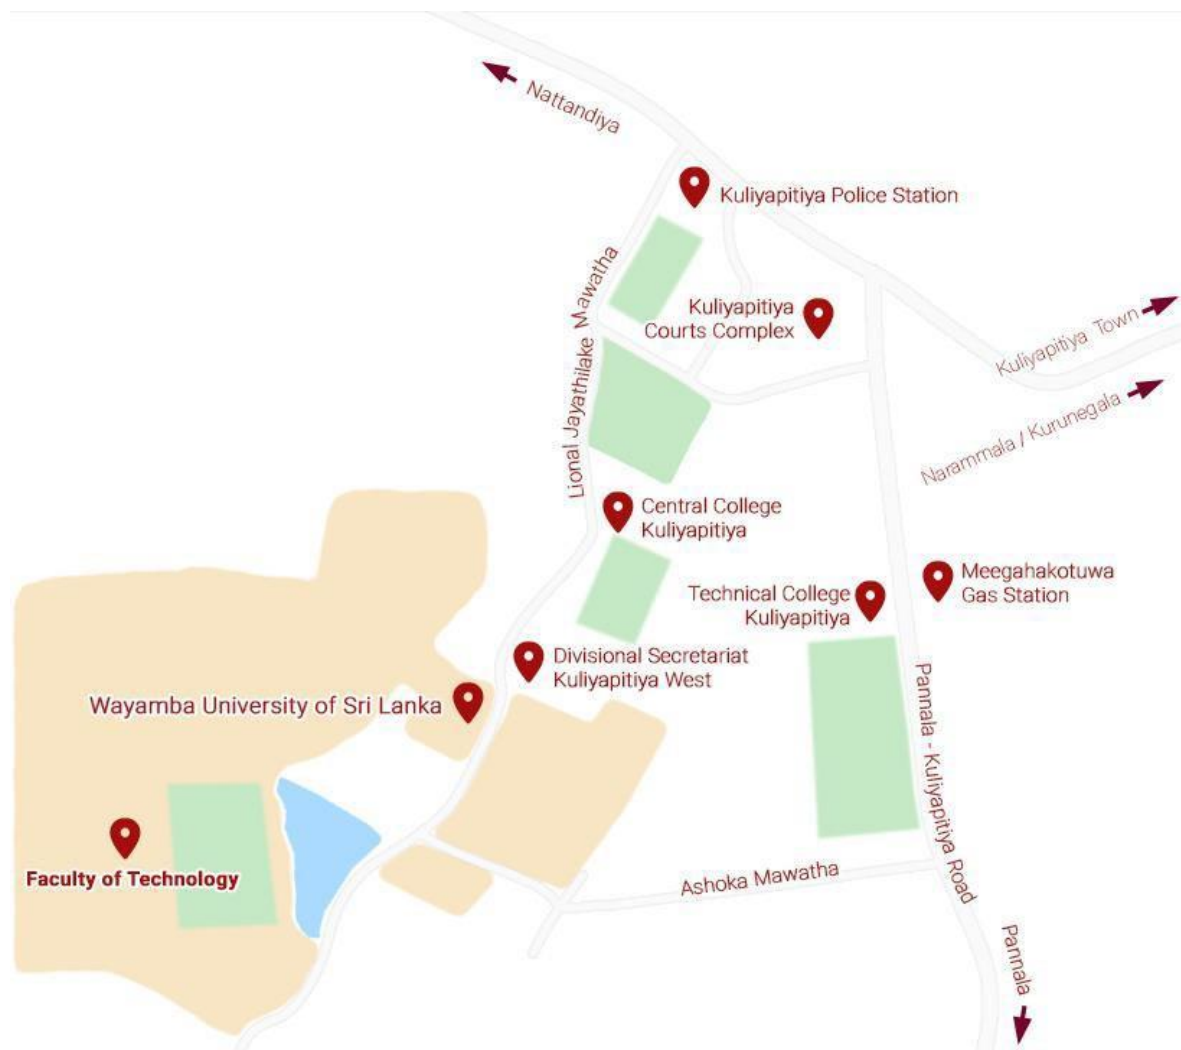 Nattandiya
Kuliyapitiya Police Station
Lional Jayathilake Mawatha
Kuliyapitiya
Courts Complex
Kuliyapitiya Town
Narammala / Kurunegala
Central College
Kuliyapitiya
Technical College
Kuliyapitiya
Meegahakotuwa
Gas Station
Divisional Secretariat
Kuliyapitiya West
Wayamba University of Sri Lanka
Pannala - Kuliyapitiya Road
Faculty of Technology
Ashoka Mawatha
Pannala